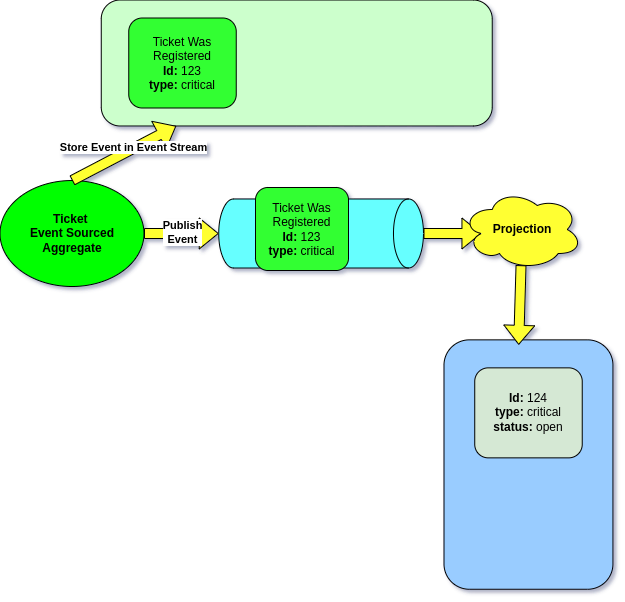 Ticket Was
Registered
Id: 123
type: critical
Store Event in Event Stream
Ticket
Event Sourced
Aggregate
Publish
Event
Ticket Was
Registered
Id: 123
type: critical
Projection
Id: 124
type: critical
status: open